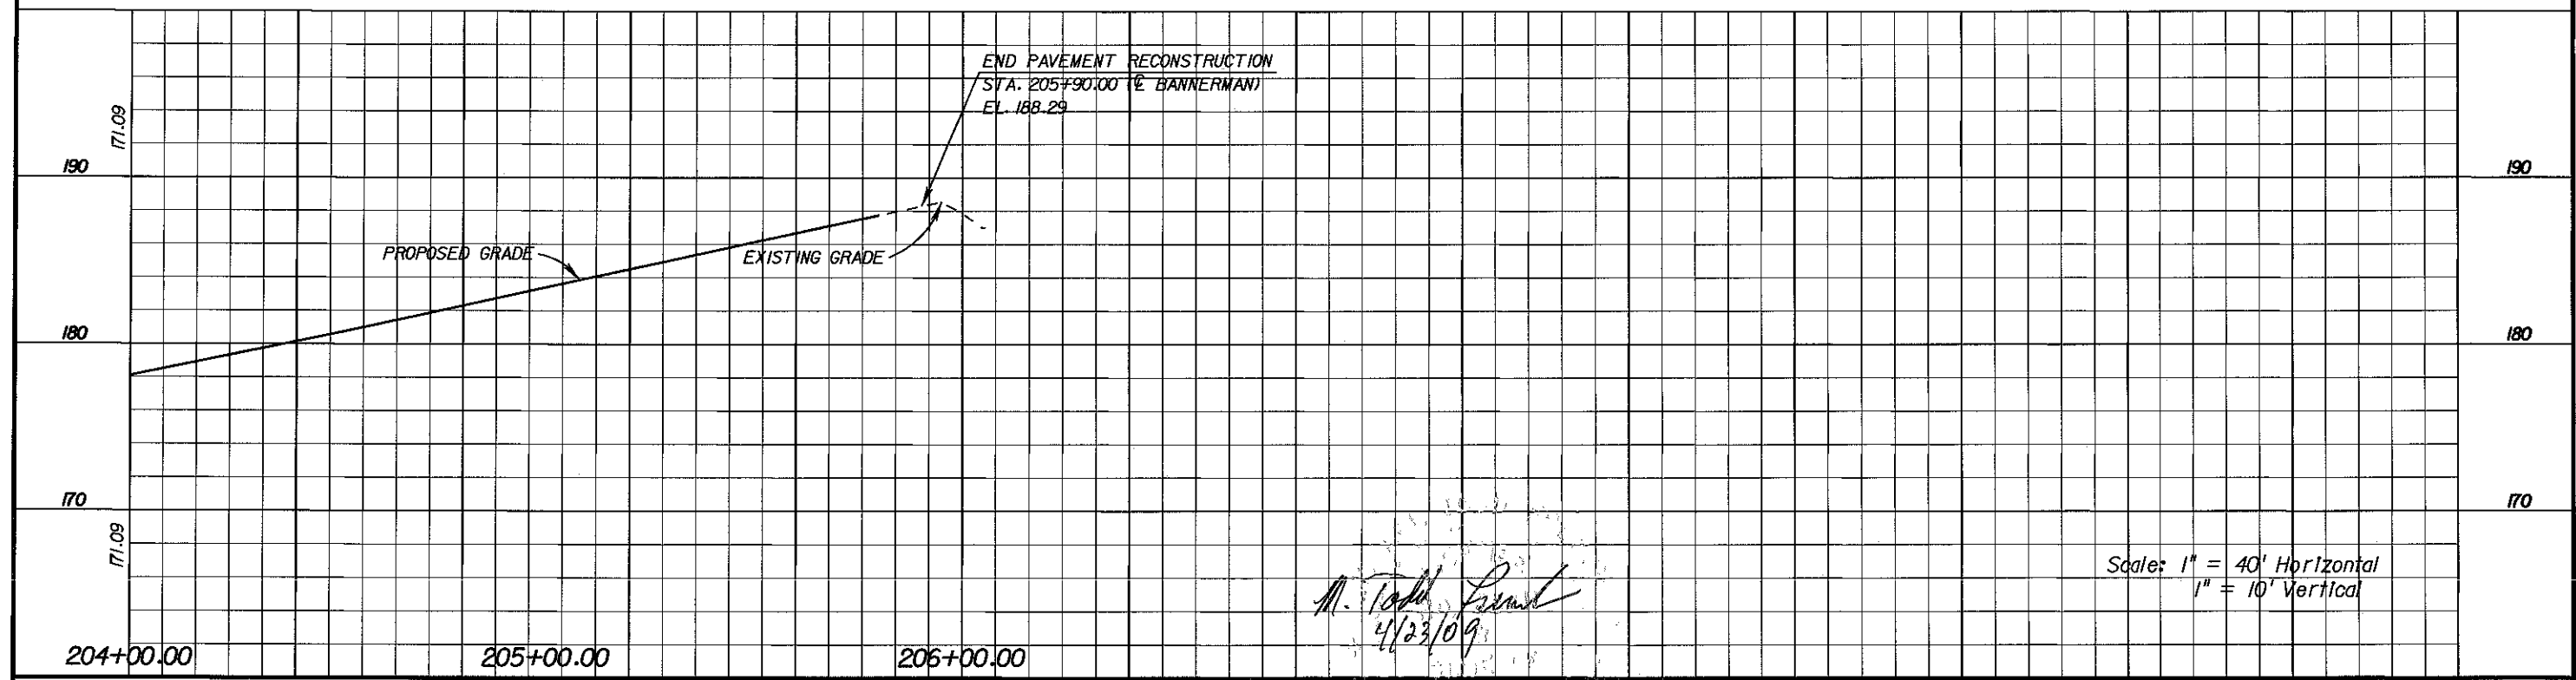 END PAVEMENT RECONSTRUCTION
STA. 205+90.00 (℄ BANNERMAN)
EL. 188.29
171.09
190
190
PROPOSED GRADE
EXISTING GRADE
180
180
170
170
171.09
Scale: 1" = 40' Horizontal
1" = 10' Vertical
M. Todd
4/23/09
204+00.00
205+00.00
206+00.00